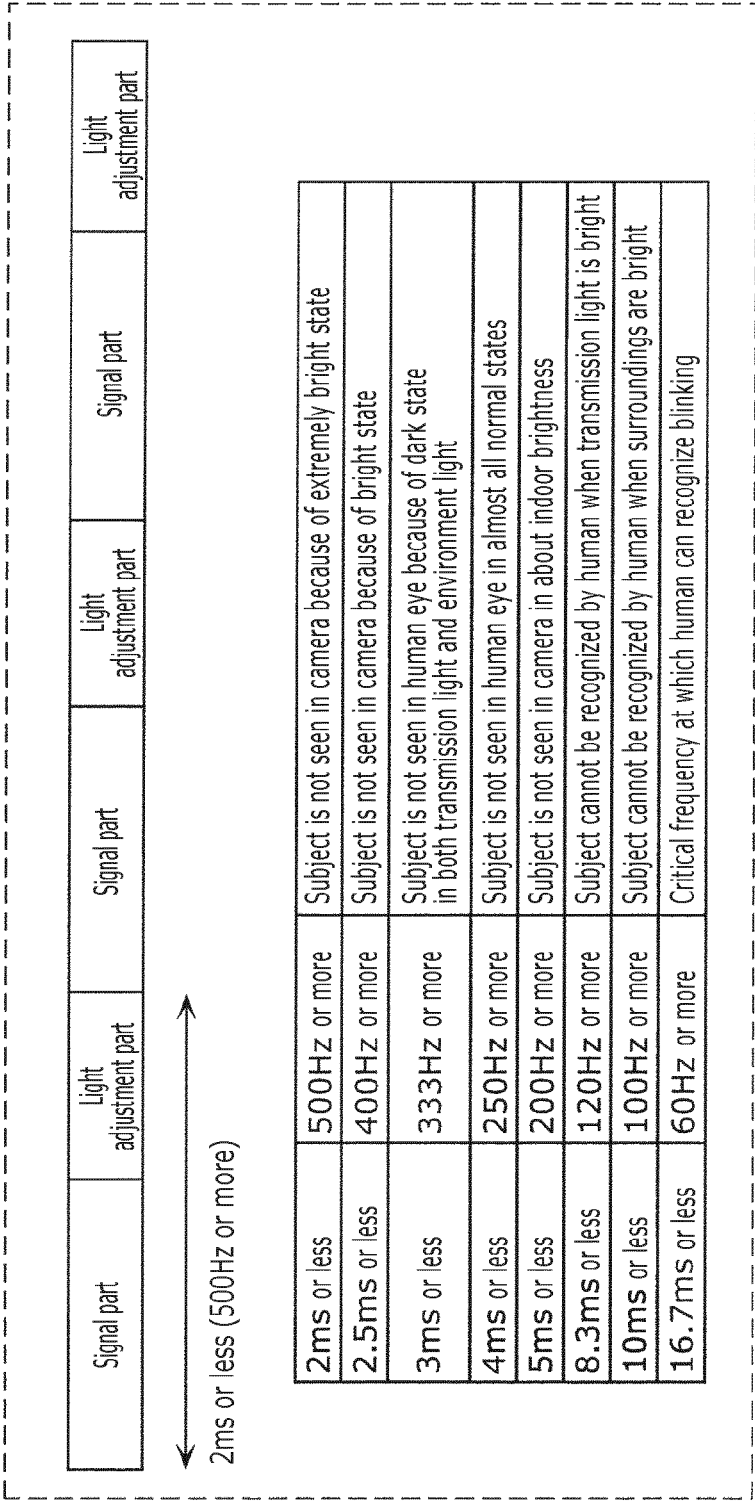 Signal part
Light
adjustment part
Signal part
Light
adjustment part
Signal part
Light
adjustment part
2ms or less (500Hz or more)
2ms or less 500Hz or more Subject is not seen in camera because of extremely bright state
2.5ms or less 400Hz or more Subject is not seen in camera because of bright state
3ms or less 333Hz or more Subject is not seen in human eye because of dark state
in both transmission light and environment light
4ms or less 250Hz or more Subject is not seen in human eye in almost all normal states
5ms or less 200Hz or more Subject is not seen in camera in about indoor brightness
8.3ms or less 120Hz or more Subject cannot be recognized by human when transmission light is bright
10ms or less 100Hz or more Subject cannot be recognized by human when surroundings are bright
16.7ms or less 60Hz or more Critical frequency at which human can recognize blinking